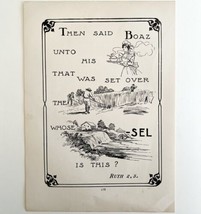 THEN SAID BOAZ
UNTO
HIS
THAT WAS SET OVER
THE
WHOSE
SEL
IS THIS?
RUTH 2.5.